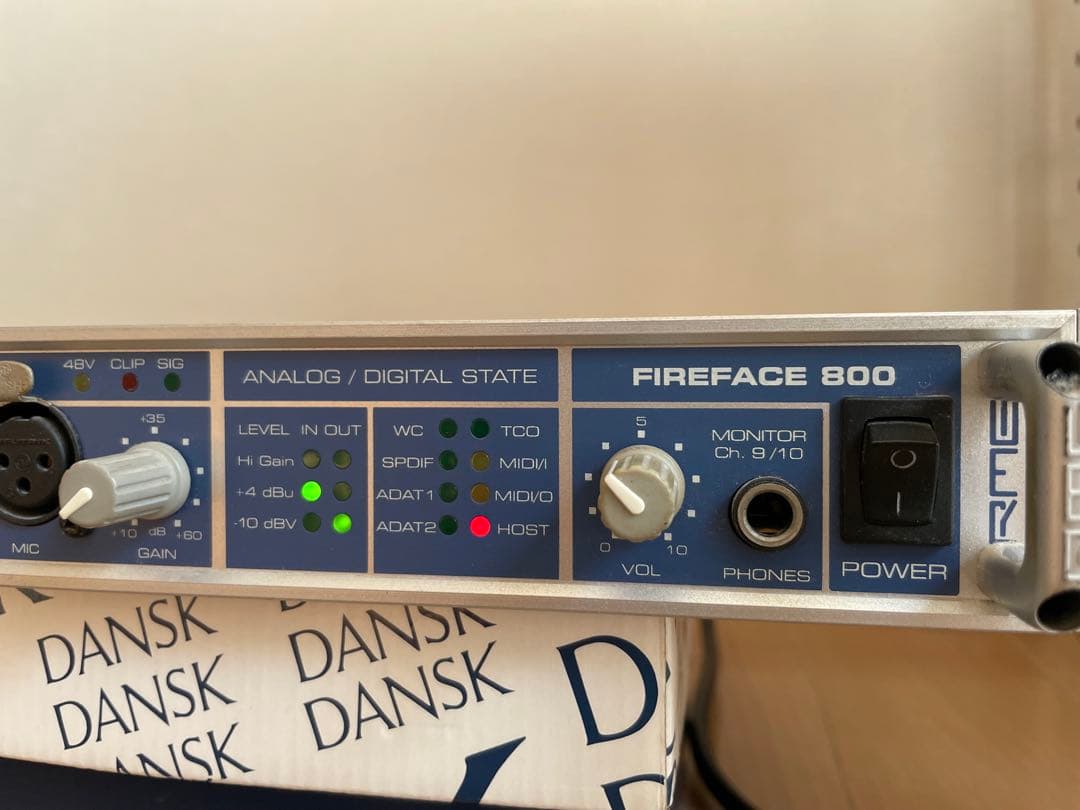 48V CLIP SIG
+35
+10 dB +60
MIC
GAIN
ANALOG / DIGITAL STATE
LEVEL IN OUT
Hi Gain
+4 dBu
-10 dBV
WC TCO
SPDIF MIDI/I
ADAT1 MIDI/O
ADAT2 HOST
FIREFACE 800
5
0 10
VOL
MONITOR
Ch. 9/10
PHONES
POWER
RME
DANSK DANSK
DANSK DANSK
DANSK